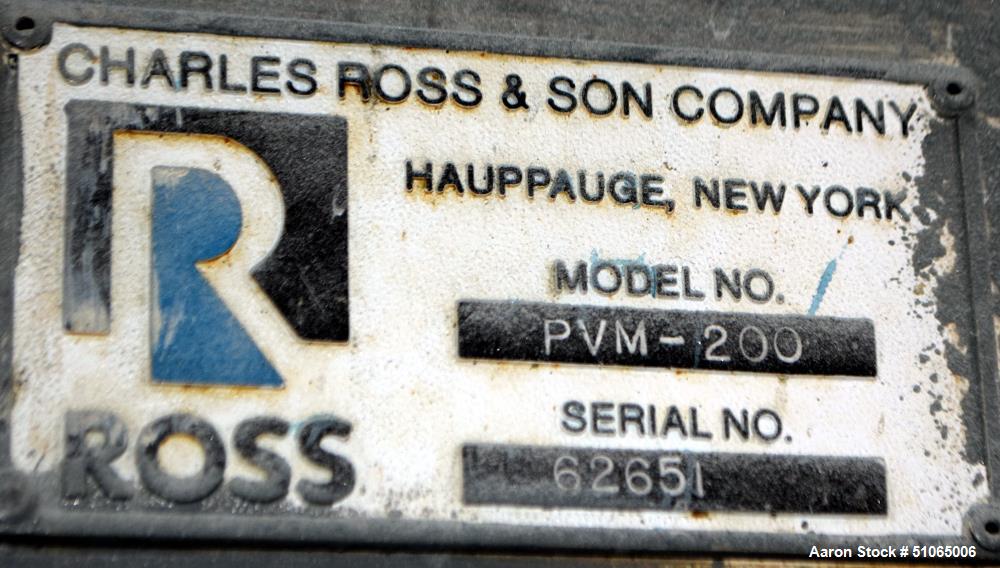 CHARLES ROSS & SON COMPANY
HAUPPAUGE, NEW YORK
R
ROSS
MODEL NO.
PVM-200
SERIAL NO.
62651
Aaron Stock # 51065006